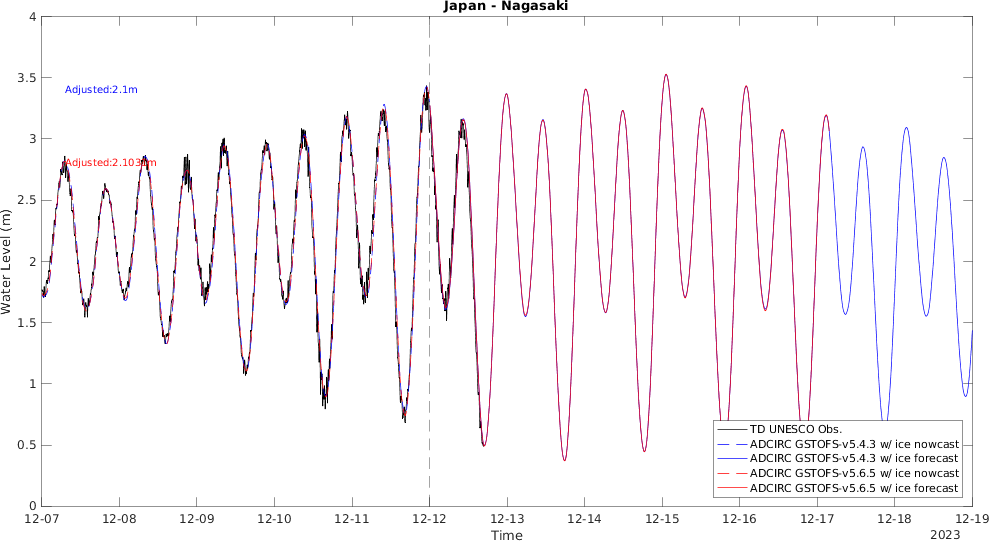 Japan - Nagasaki
4
3.5
3
2.5
2
1.5
1
0.5
0
Water Level (m)
Adjusted:2.1m
Adjusted:2.103
TD UNESCO Obs.
ADCIRC GSTOFS-v5.4.3 w/ ice nowcast
ADCIRC GSTOFS-v5.4.3 w/ ice forecast
ADCIRC GSTOFS-v5.6.5 w/ ice nowcast
ADCIRC GSTOFS-v5.6.5 w/ ice forecast
12-07 12-08 12-09 12-10 12-11 12-12 12-13 12-14 12-15 12-16 12-17 12-18 12-19
Time
2023